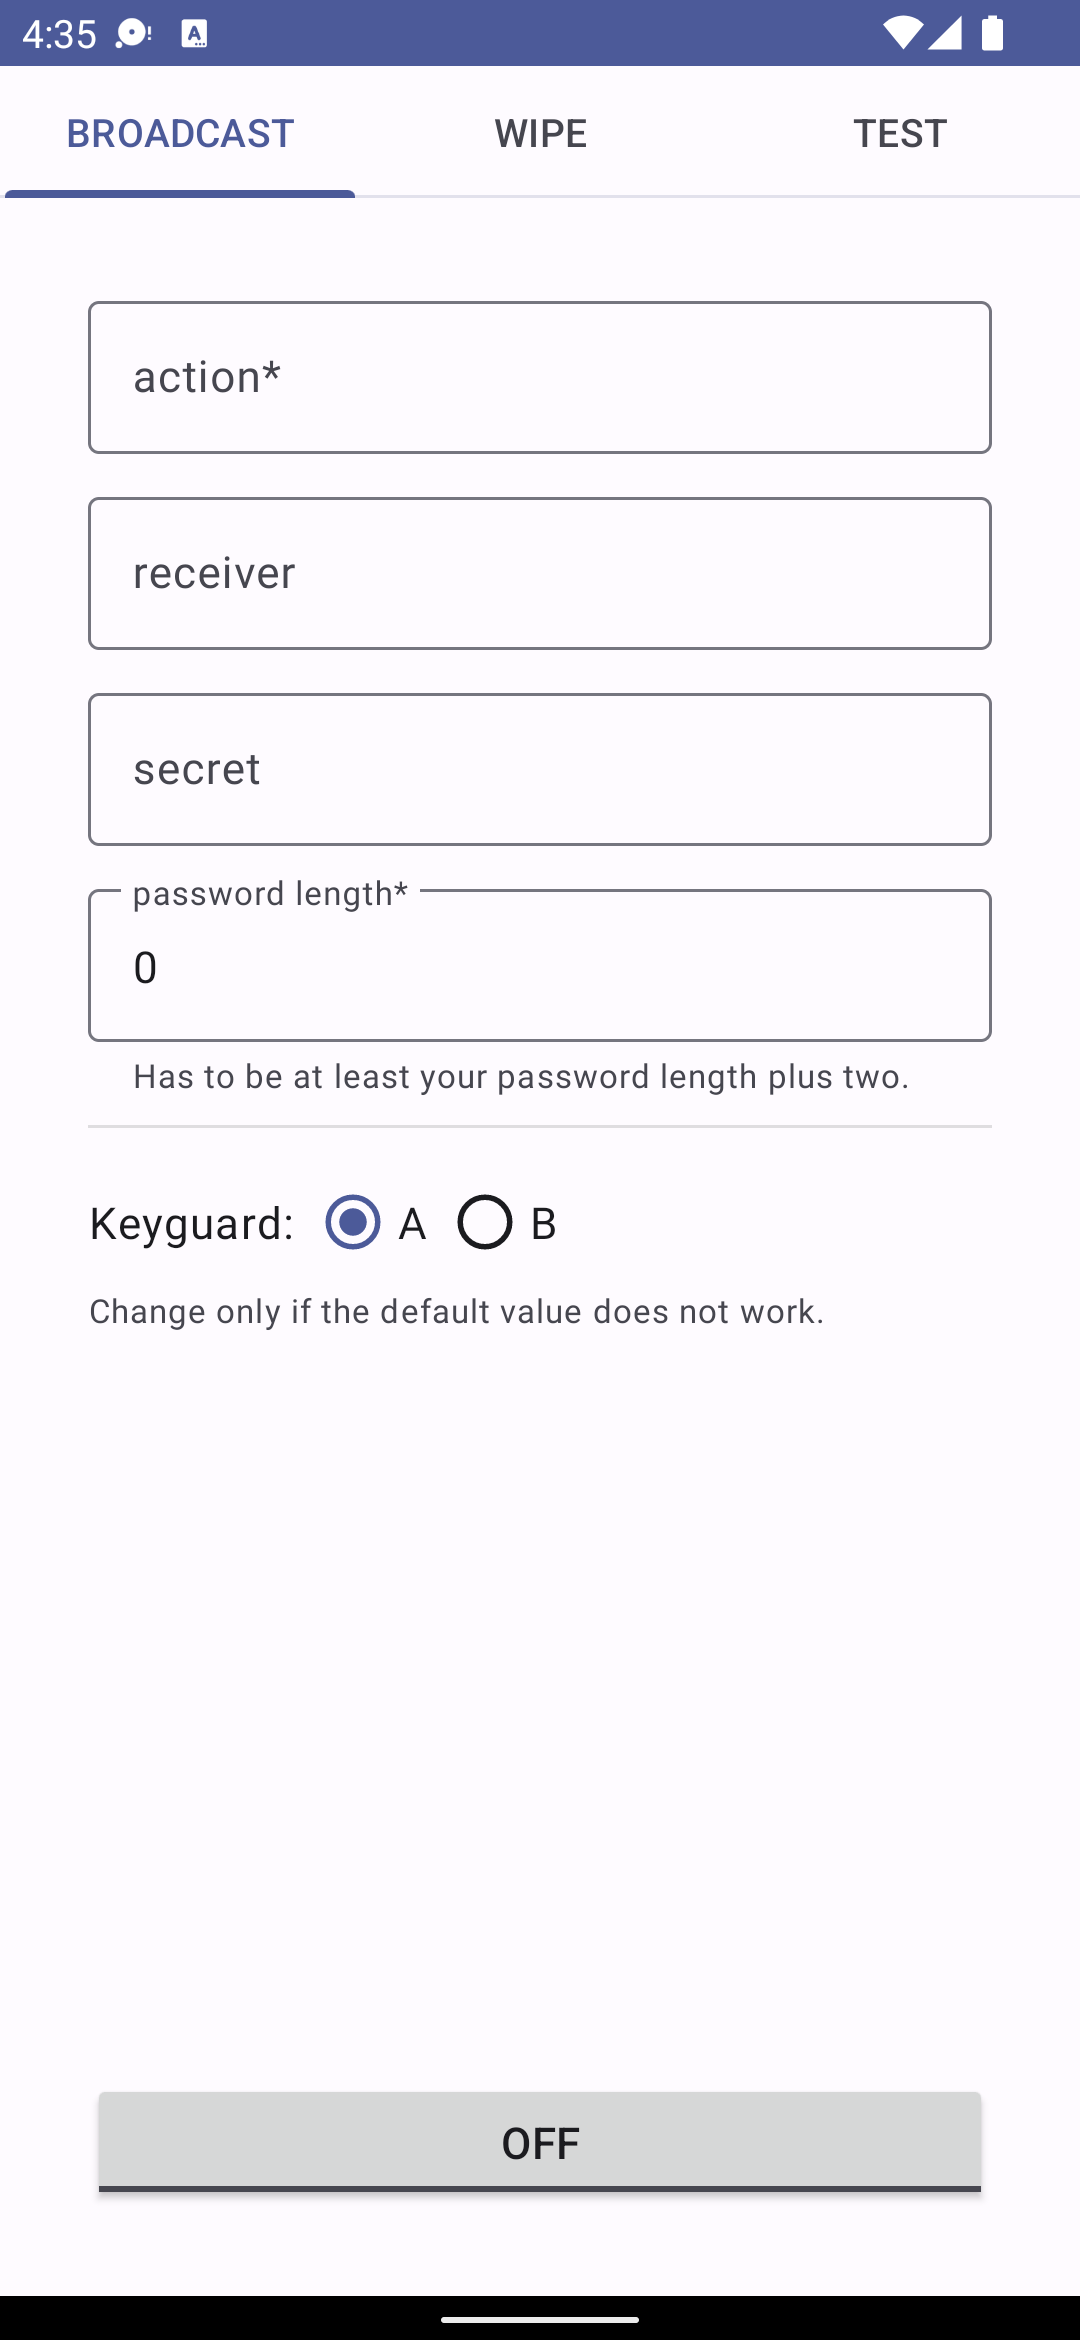 4:35
BROADCAST WIPE TEST
action*
receiver
secret
password length*
0
Has to be at least your password length plus two.
Keyguard: A B
Change only if the default value does not work.
OFF